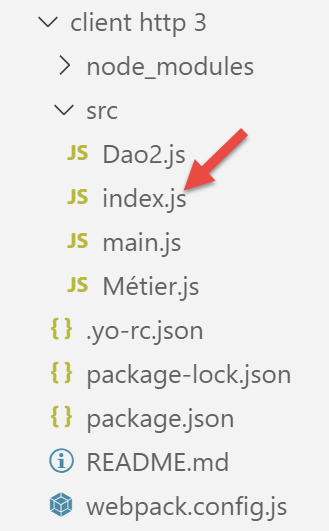 client http 3
node_modules
src
JS Dao2.js
JS index.js
JS main.js
JS Métier.js
{ } .yo-rc.json
{ } package-lock.json
{ } package.json
README.md
webpack.config.js